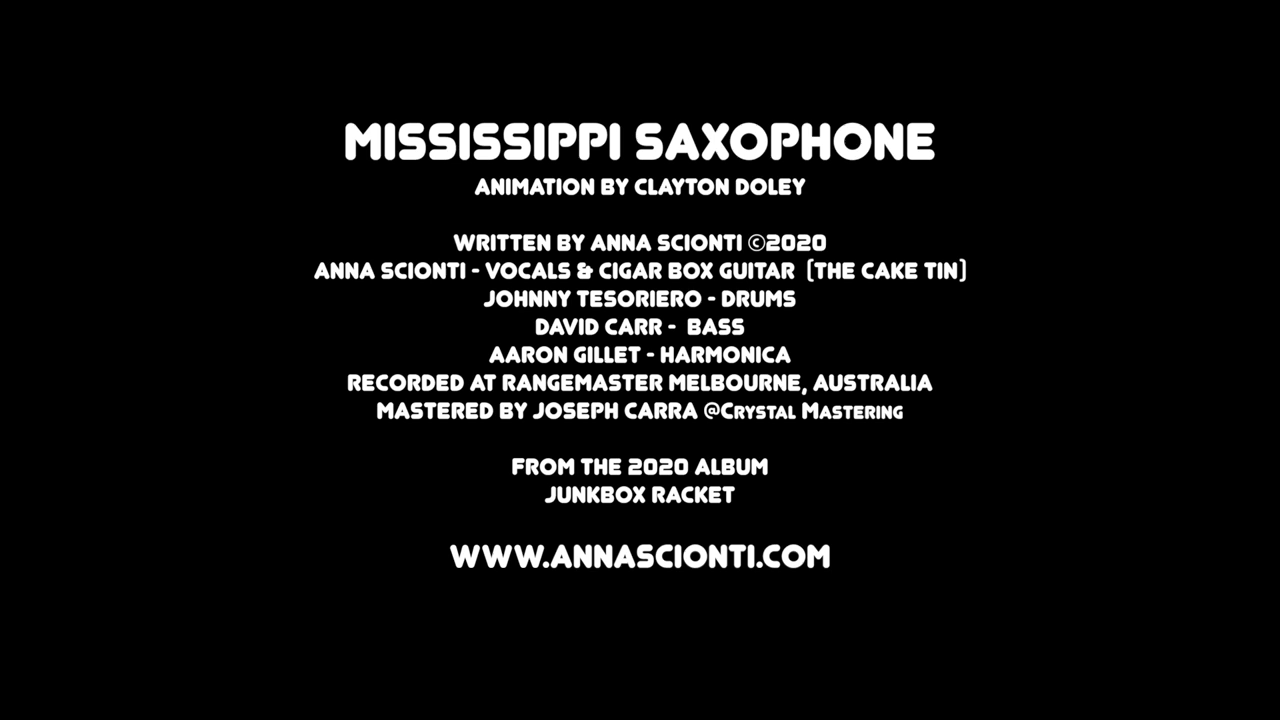 MISSISSIPPI SAXOPHONE
ANIMATION BY CLAYTON DOLEY
WRITTEN BY ANNA SCIONTI ©2020
ANNA SCIONTI - VOCALS & CIGAR BOX GUITAR (THE CAKE TIN)
JOHNNY TESORIERO - DRUMS
DAVID CARR - BASS
AARON GILLET - HARMONICA
RECORDED AT RANGEMASTER MELBOURNE, AUSTRALIA
MASTERED BY JOSEPH CARRA @CRYSTAL MASTERING
FROM THE 2020 ALBUM
JUNKBOX RACKET
WWW.ANNASCIONTI.COM